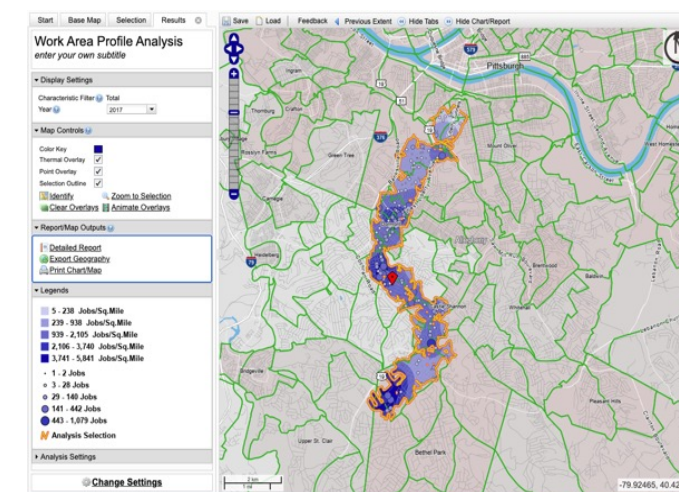 Start Base Map Selection Results
Save Load Feedback Previous Extent Hide Tabs Hide Chart/Report
Work Area Profile Analysis
enter your own subtitle
Display Settings
Characteristic Filter Total
Year 2017
Map Controls
Color Key
Thermal Overlay
Point Overlay
Selection Outline
Identify Zoom to Selection
Clear Overlays Animate Overlays
Report/Map Outputs
Detailed Report
Export Geography
Print Chart/Map
Legends
5 - 238 Jobs/Sq.Mile
239 - 938 Jobs/Sq.Mile
939 - 2,105 Jobs/Sq.Mile
2,106 - 3,740 Jobs/Sq.Mile
3,741 - 5,841 Jobs/Sq.Mile
1 - 2 Jobs
3 - 28 Jobs
29 - 140 Jobs
141 - 442 Jobs
443 - 1,079 Jobs
Analysis Selection
Analysis Settings
Change Settings
Pittsburgh
Ingram
Thornburg
Crafton
Rosslyn Farms
Green Tree
Mount Oliver
Carnegie
Heidelberg
Allegheny
Brentwood
Baldwin
Whitehall
Bridgeville
Pleasant Hills
Upper St. Clair
Bethel Park
2 km
1 mi
-79.92465, 40.42